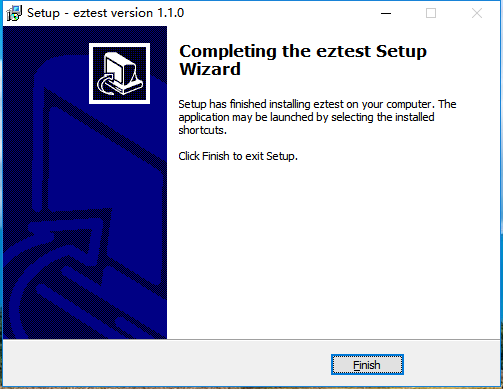 Setup - eztest version 1.1.0
Completing the eztest Setup
Wizard
Setup has finished installing eztest on your computer. The
application may be launched by selecting the installed
shortcuts.
Click Finish to exit Setup.
Finish